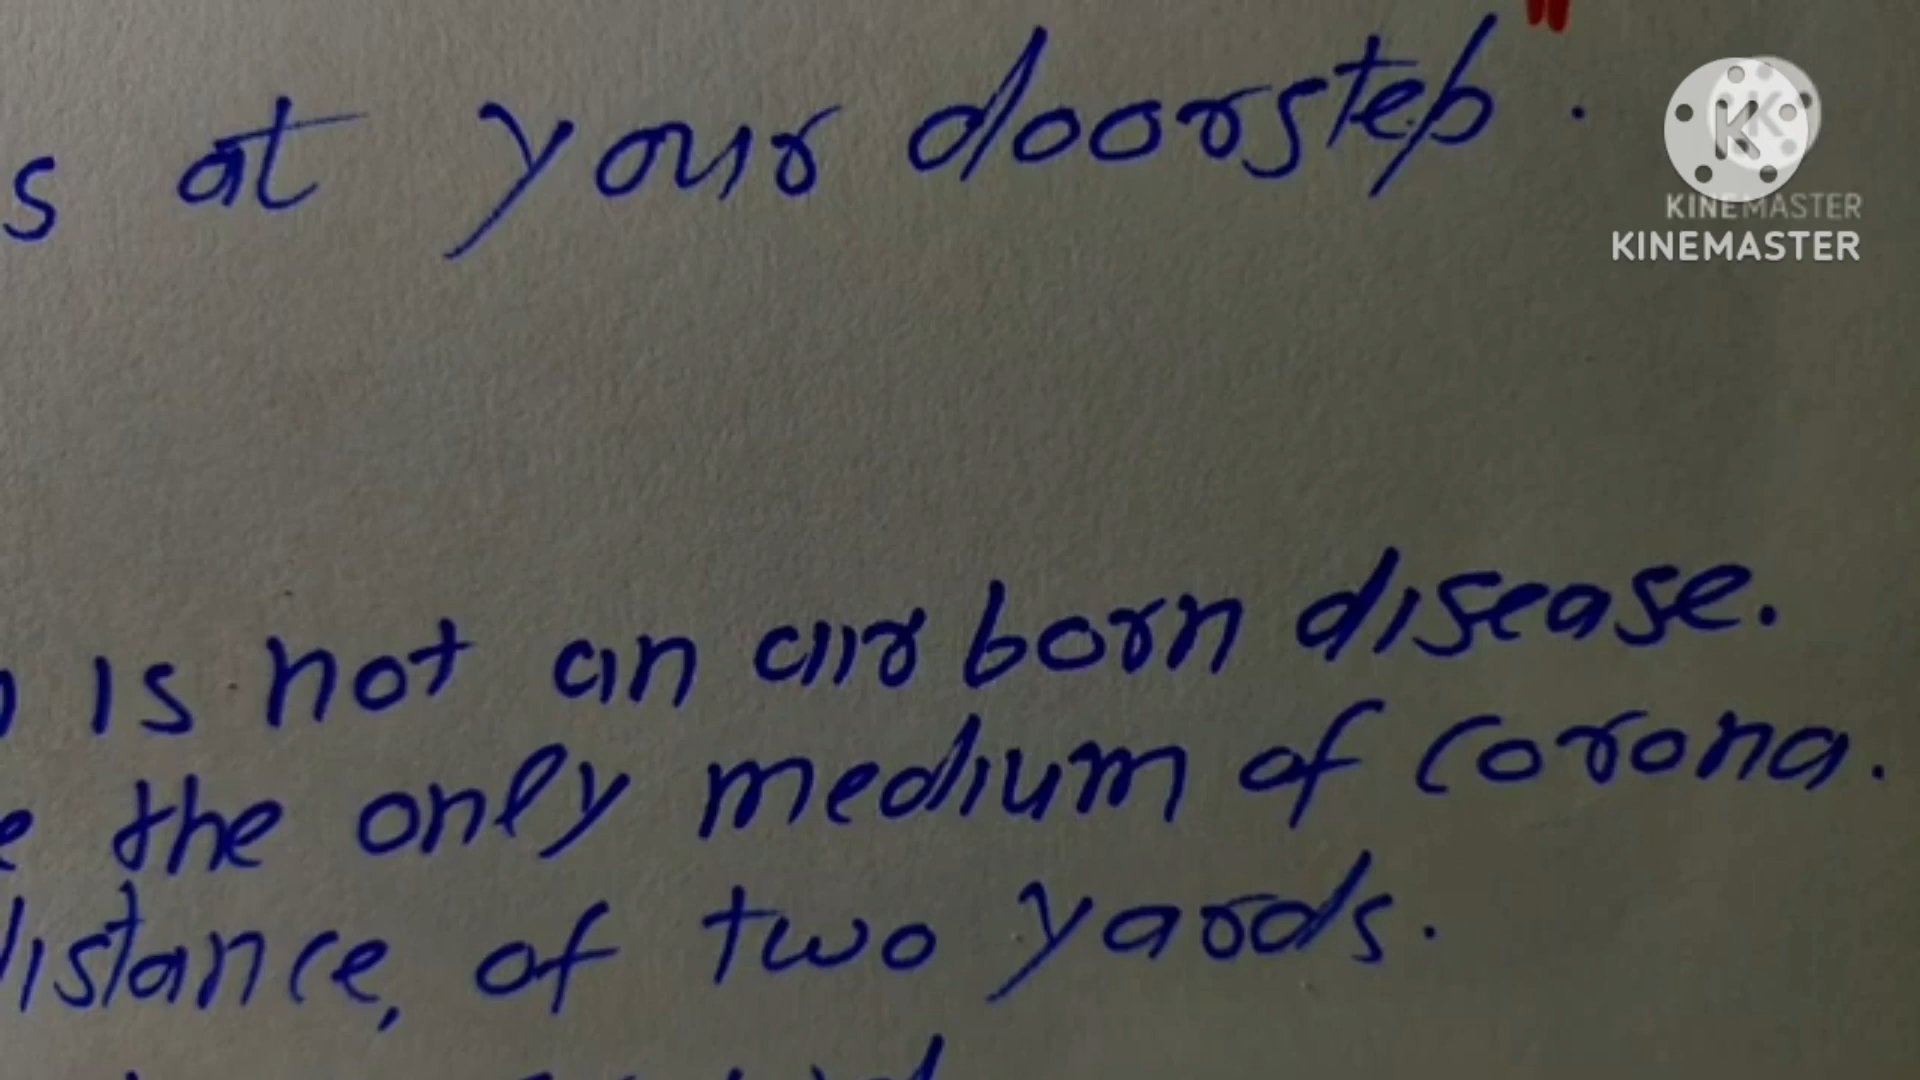 s at your doorstep".
KINEMASTER
KINEMASTER
is not an air born disease.
e the only medium of corona.
distance, of two yards.